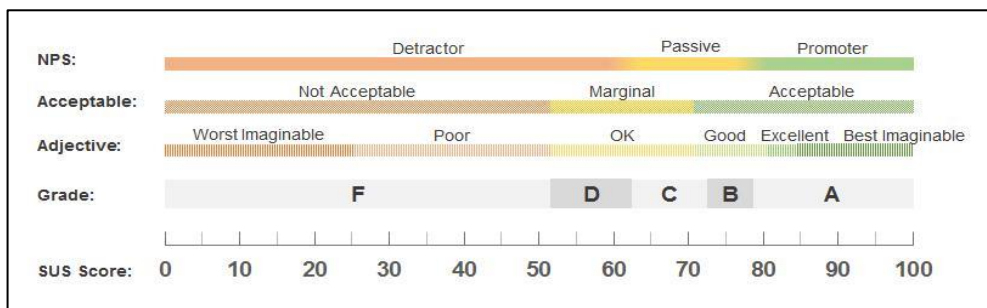 NPS: Detractor Passive Promoter
Acceptable: Not Acceptable Marginal Acceptable
Adjective: Worst Imaginable Poor OK Good Excellent Best Imaginable
Grade: F D C B A
SUS Score: 0 10 20 30 40 50 60 70 80 90 100